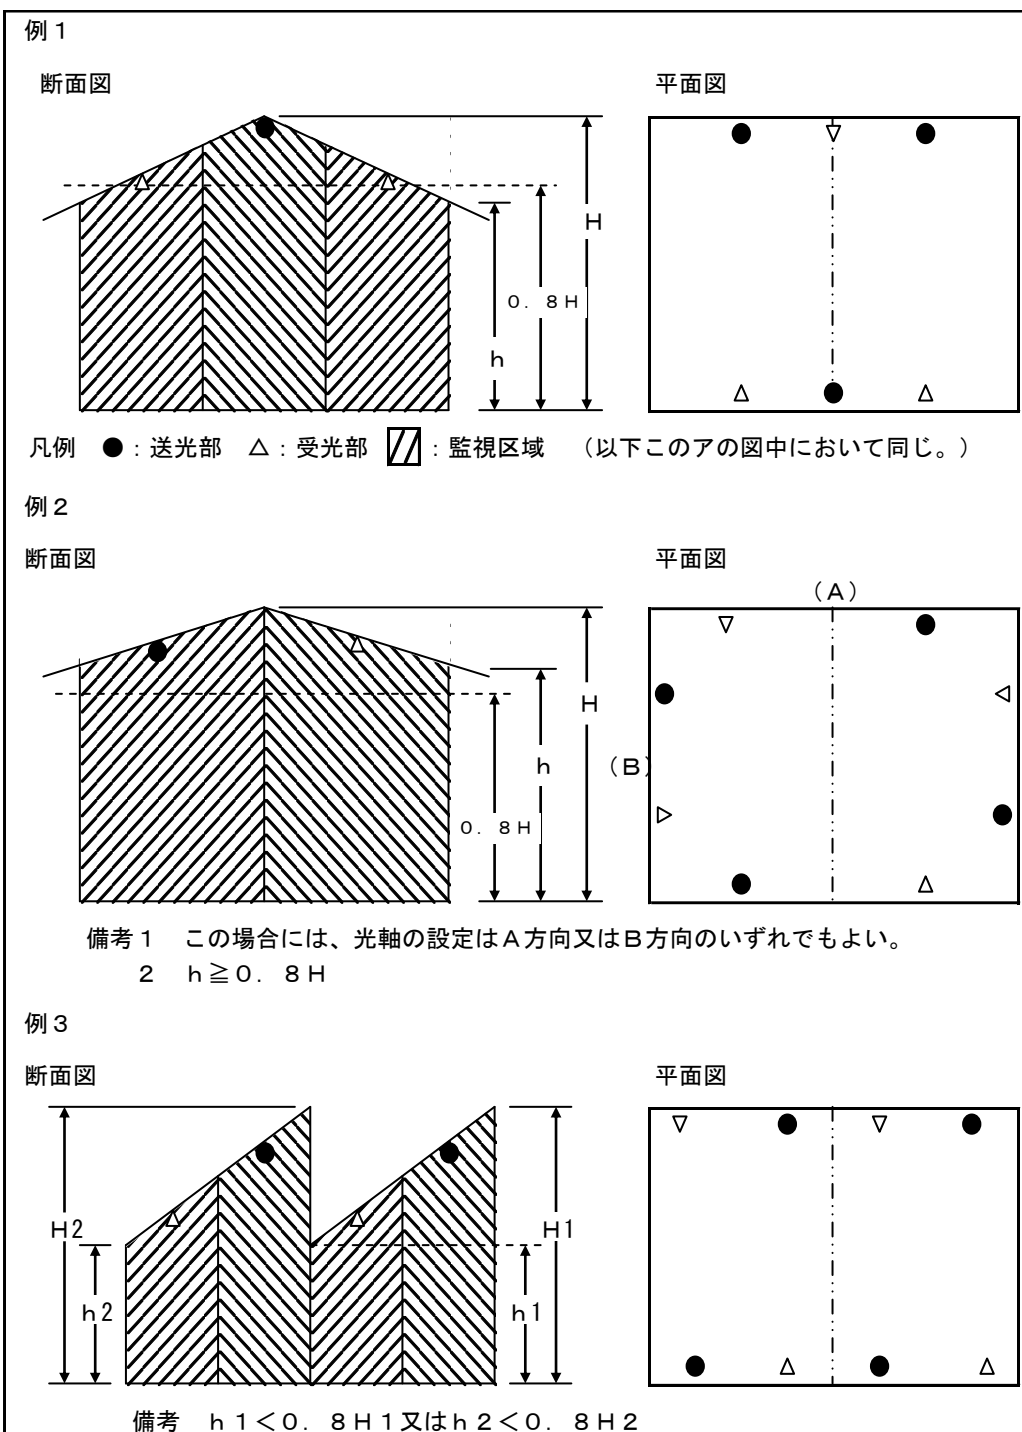 例1
断面図
平面図
H
0.8H
h
凡例 ●:送光部 △:受光部 :監視区域 (以下このアの図中において同じ。)
例2
断面図
平面図
(A)
H
h
(B)
0.8H
備考1 この場合には、光軸の設定はA方向又はB方向のいずれでもよい。
2 h≧0.8H
例3
断面図
平面図
H2
H1
h2
h1
備考 h1<0.8H1又はh2<0.8H2